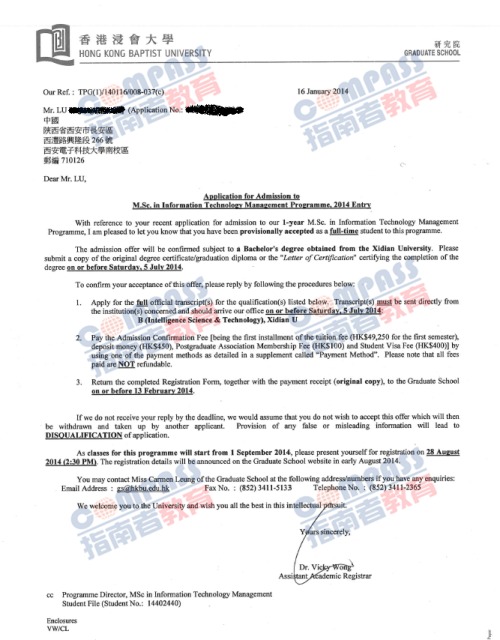 香港浸會大學
HONG KONG BAPTIST UNIVERSITY
研究院
GRADUATE SCHOOL
Our Ref. : TPG(1)/140116/008-037(c)
16 January 2014
Mr. LU (Application No.:
中國
陝西省西安市長安區
西灃路興隆段 266 號
西安電子科技大學南校區
郵編 710126
Dear Mr. LU,
Application for Admission to
M.Sc. in Information Technology Management Programme, 2014 Entry
With reference to your recent application for admission to our 1-year M.Sc. in Information Technology Management
Programme, I am pleased to let you know that you have been provisionally accepted as a full-time student to this programme.
The admission offer will be confirmed subject to a Bachelor's degree obtained from the Xidian University. Please
submit a copy of the original degree certificate/graduation diploma or the "Letter of Certification" certifying the completion of the
degree on or before Saturday, 5 July 2014.
To confirm your acceptance of this offer, please reply by following the procedures below:
1. Apply for the full official transcript(s) for the qualification(s) listed below. Transcript(s) must be sent directly from
the institution(s) concerned and should arrive our office on or before Saturday, 5 July 2014:
B (Intelligence Science & Technology), Xidian U
2. Pay the Admission Confirmation Fee [being the first instalment of the tuition fee (HK$49,250 for the first semester),
deposit money (HK$450), Postgraduate Association Membership Fee (HK$100) and Student Visa Fee (HK$400)] by
using one of the payment methods as detailed in a supplement called "Payment Method". Please note that all fees
paid are NOT refundable.
3. Return the completed Registration Form, together with the payment receipt (original copy), to the Graduate School
on or before 13 February 2014.
If we do not receive your reply by the deadline, we would assume that you do not wish to accept this offer which will then
be withdrawn and taken up by another applicant. Provision of any false or misleading information will lead to
DISQUALIFICATION of application.
As classes for this programme will start from 1 September 2014, please present yourself for registration on 28 August
2014 (2:30 PM). The registration details will be announced on the Graduate School website in early August 2014.
You may contact Miss Carmen Leung of the Graduate School at the following address/numbers if you have any enquiries:
Email Address : gs@hkbu.edu.hk Fax No. : (852) 3411-5133 Telephone No. : (852) 3411-2365
We welcome you to the University and wish you all the best in this intellectual pursuit.
Yours sincerely,
Dr. Vicky Wong
Assistant Academic Registrar
cc Programme Director, MSc in Information Technology Management
Student File (Student No.: 14402440)
Enclosures
VW/CL
COMPASS
指南者教育
COMPASS
指南者教育
COMPASS
指南者教育
COMPASS
指南者教育